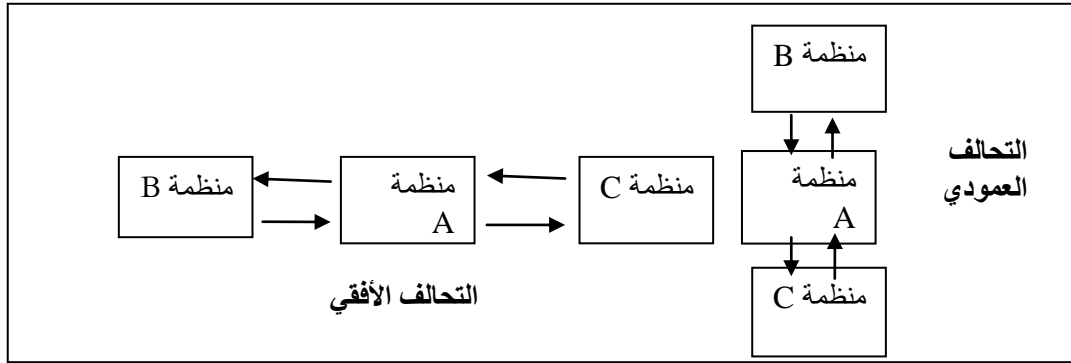 منظمة B
التحالف
العمودي
منظمة
A
منظمة C
منظمة C
منظمة
A
منظمة B
التحالف الأفقي